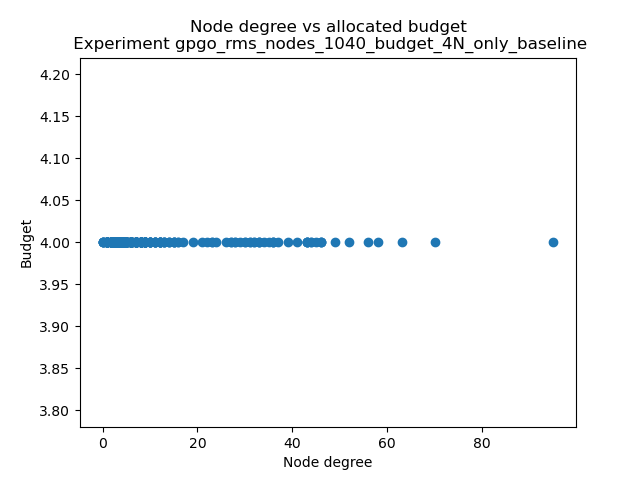 Node degree vs allocated budget
Experiment gpgo_rms_nodes_1040_budget_4N_only_baseline
4.20
4.15
4.10
4.05
4.00
3.95
3.90
3.85
3.80
Budget
0 20 40 60 80
Node degree